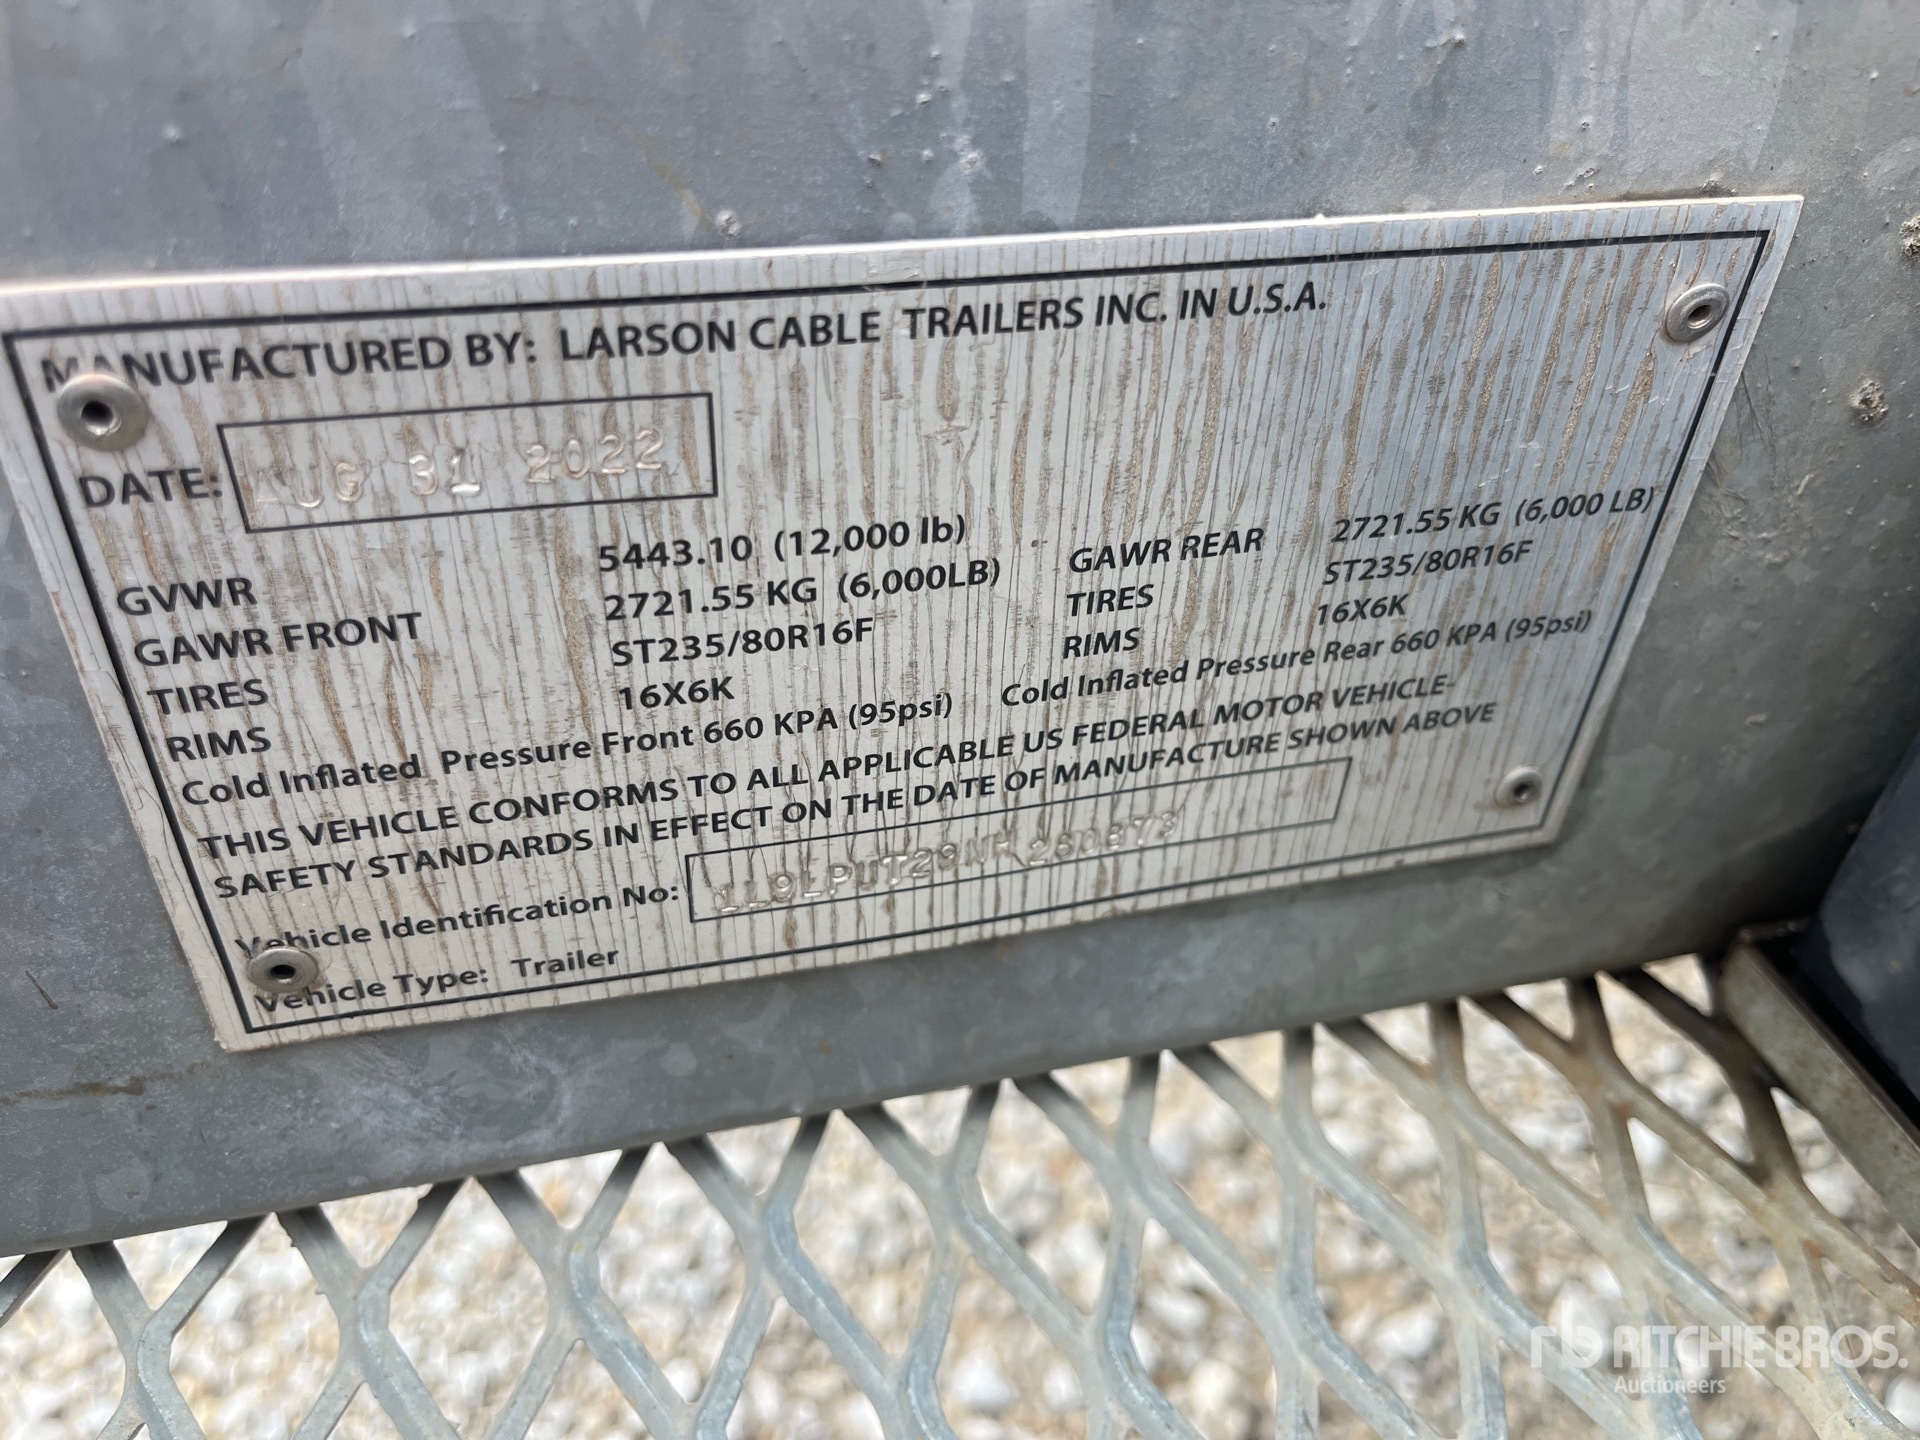 MANUFACTURED BY: LARSON CABLE TRAILERS INC. IN U.S.A.
DATE: AUG 31 2022
GVWR 5443.10 (12,000 lb)
GAWR FRONT 2721.55 KG (6,000LB) GAWR REAR 2721.55 KG (6,000 LB)
TIRES ST235/80R16F TIRES ST235/80R16F
RIMS 16X6K RIMS 16X6K
Cold Inflated Pressure Front 660 KPA (95psi) Cold Inflated Pressure Rear 660 KPA (95psi)
THIS VEHICLE CONFORMS TO ALL APPLICABLE US FEDERAL MOTOR VEHICLE-
SAFETY STANDARDS IN EFFECT ON THE DATE OF MANUFACTURE SHOWN ABOVE
Vehicle Identification No:
Vehicle Type: Trailer
rb RITCHIE BROS.
Auctioneers